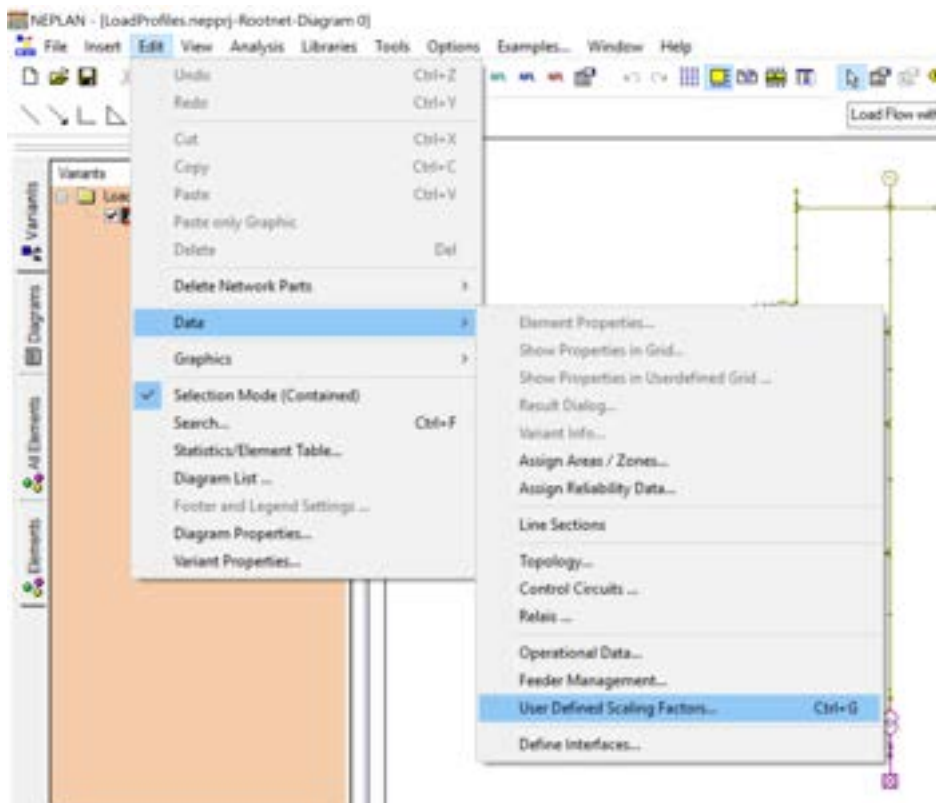 NEPLAN - [LoadProfiles.nepprj-Rootnet-Diagram 0]
File Insert Edit View Analysis Libraries Tools Options Examples... Window Help
Load Flow with
Variants
Diagrams
All Elements
Elements
Variants
Loa
Undo Ctrl+Z
Redo Ctrl+Y
Cut Ctrl+X
Copy Ctrl+C
Paste Ctrl+V
Paste only Graphic
Delete Del
Delete Network Parts
Data
Graphics
Selection Mode (Contained)
Search... Ctrl+F
Statistics/Element Table...
Diagram List ...
Footer and Legend Settings ...
Diagram Properties...
Variant Properties...
Element Properties...
Show Properties in Grid...
Show Properties in Userdefined Grid ...
Result Dialog...
Variant Info...
Assign Areas / Zones...
Assign Reliability Data...
Line Sections
Topology...
Control Circuits ...
Relais ...
Operational Data...
Feeder Management...
User Defined Scaling Factors... Ctrl+G
Define Interfaces...